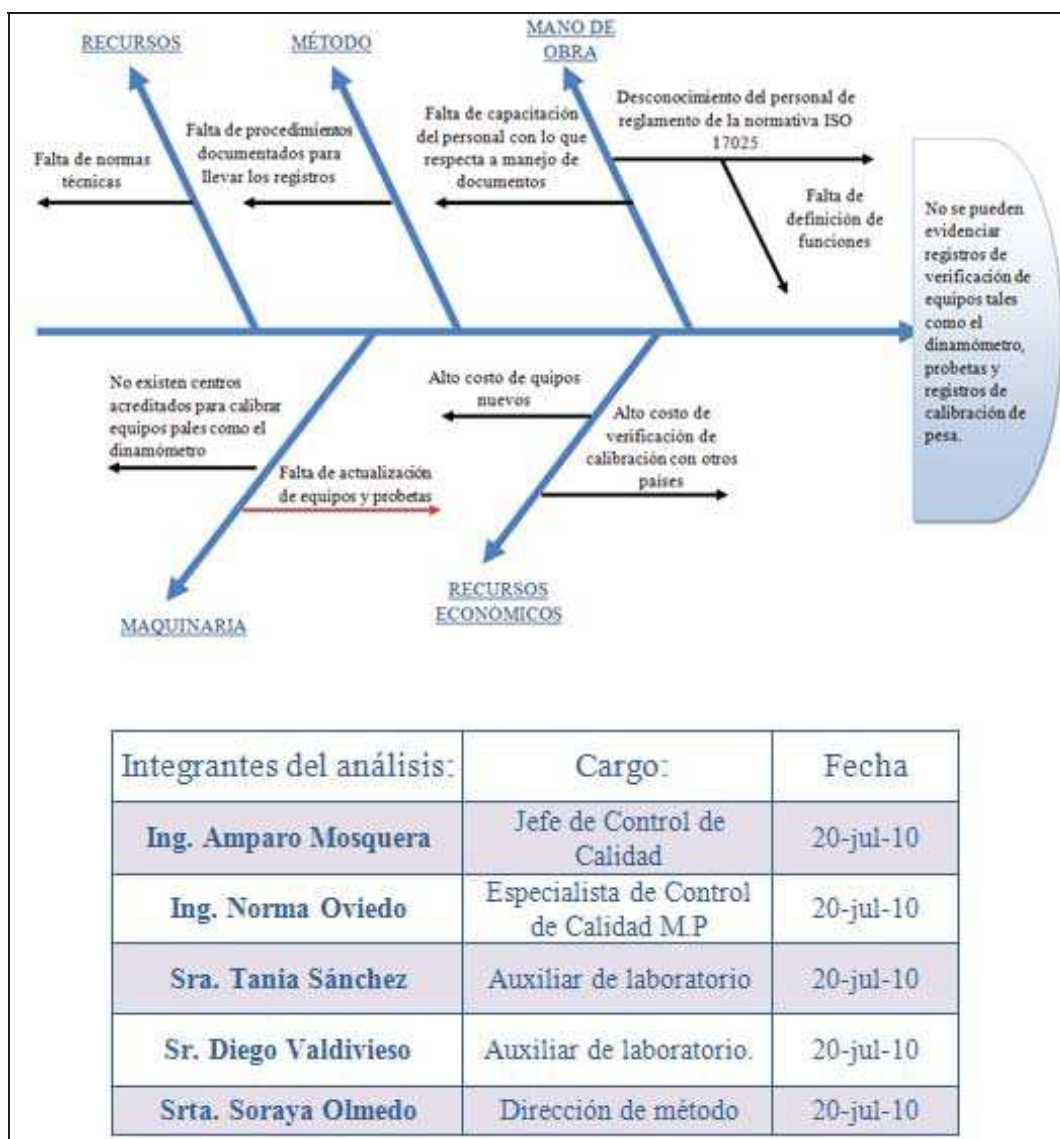 RECURSOS
MÉTODO
MANO DE
OBRA
Falta de normas
técnicas
Falta de procedimientos
documentados para
llevar los registros
Falta de capacitación
del personal con lo que
respecta a manejo de
documentos
Desconocimiento del personal de
reglamento de la normativa ISO
17025
Falta de
definición de
funciones
No se pueden
evidenciar
registros de
verificación de
equipos tales
como el
dinamómetro,
probetas y
registros de
calibración de
pesa.
No existen centros
acreditados para calibrar
equipos pales como el
dinamómetro
Falta de actualización
de equipos y probetas
Alto costo de quipos
nuevos
Alto costo de
verificación de
calibración con otros
países
MAQUINARIA
RECURSOS
ECONÓMICOS
Integrantes del análisis: Cargo: Fecha
Ing. Amparo Mosquera Jefe de Control de
Calidad 20-jul-10
Ing. Norma Oviedo Especialista de Control
de Calidad M.P 20-jul-10
Sra. Tania Sánchez Auxiliar de laboratorio 20-jul-10
Sr. Diego Valdivieso Auxiliar de laboratorio. 20-jul-10
Srta. Soraya Olmedo Dirección de método 20-jul-10